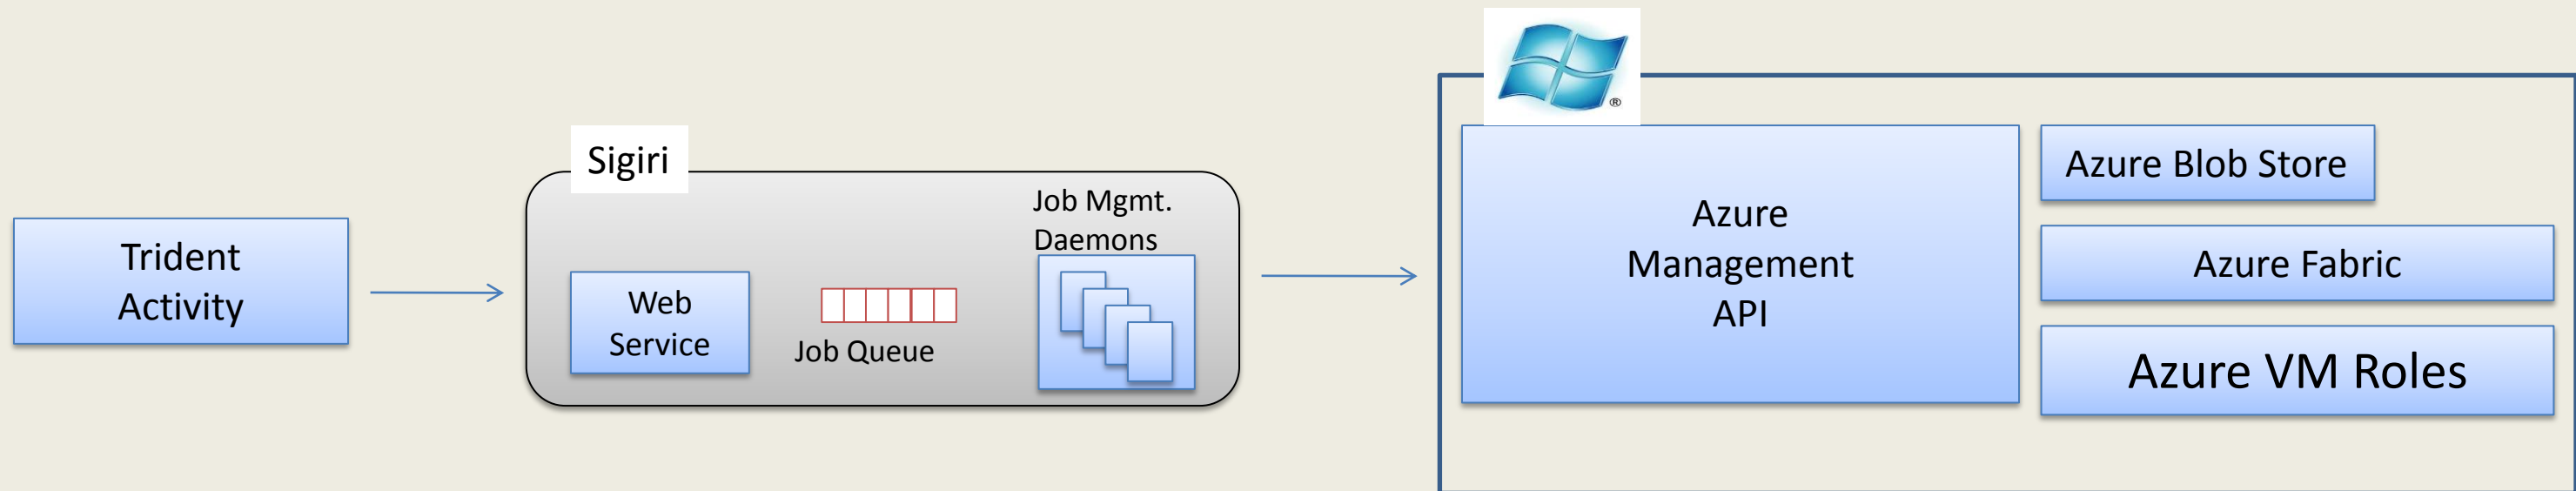 Trident
Activity
Sigiri
Web
Service
Job Queue
Job Mgmt.
Daemons
®
Azure
Management
API
Azure Blob Store
Azure Fabric
Azure VM Roles